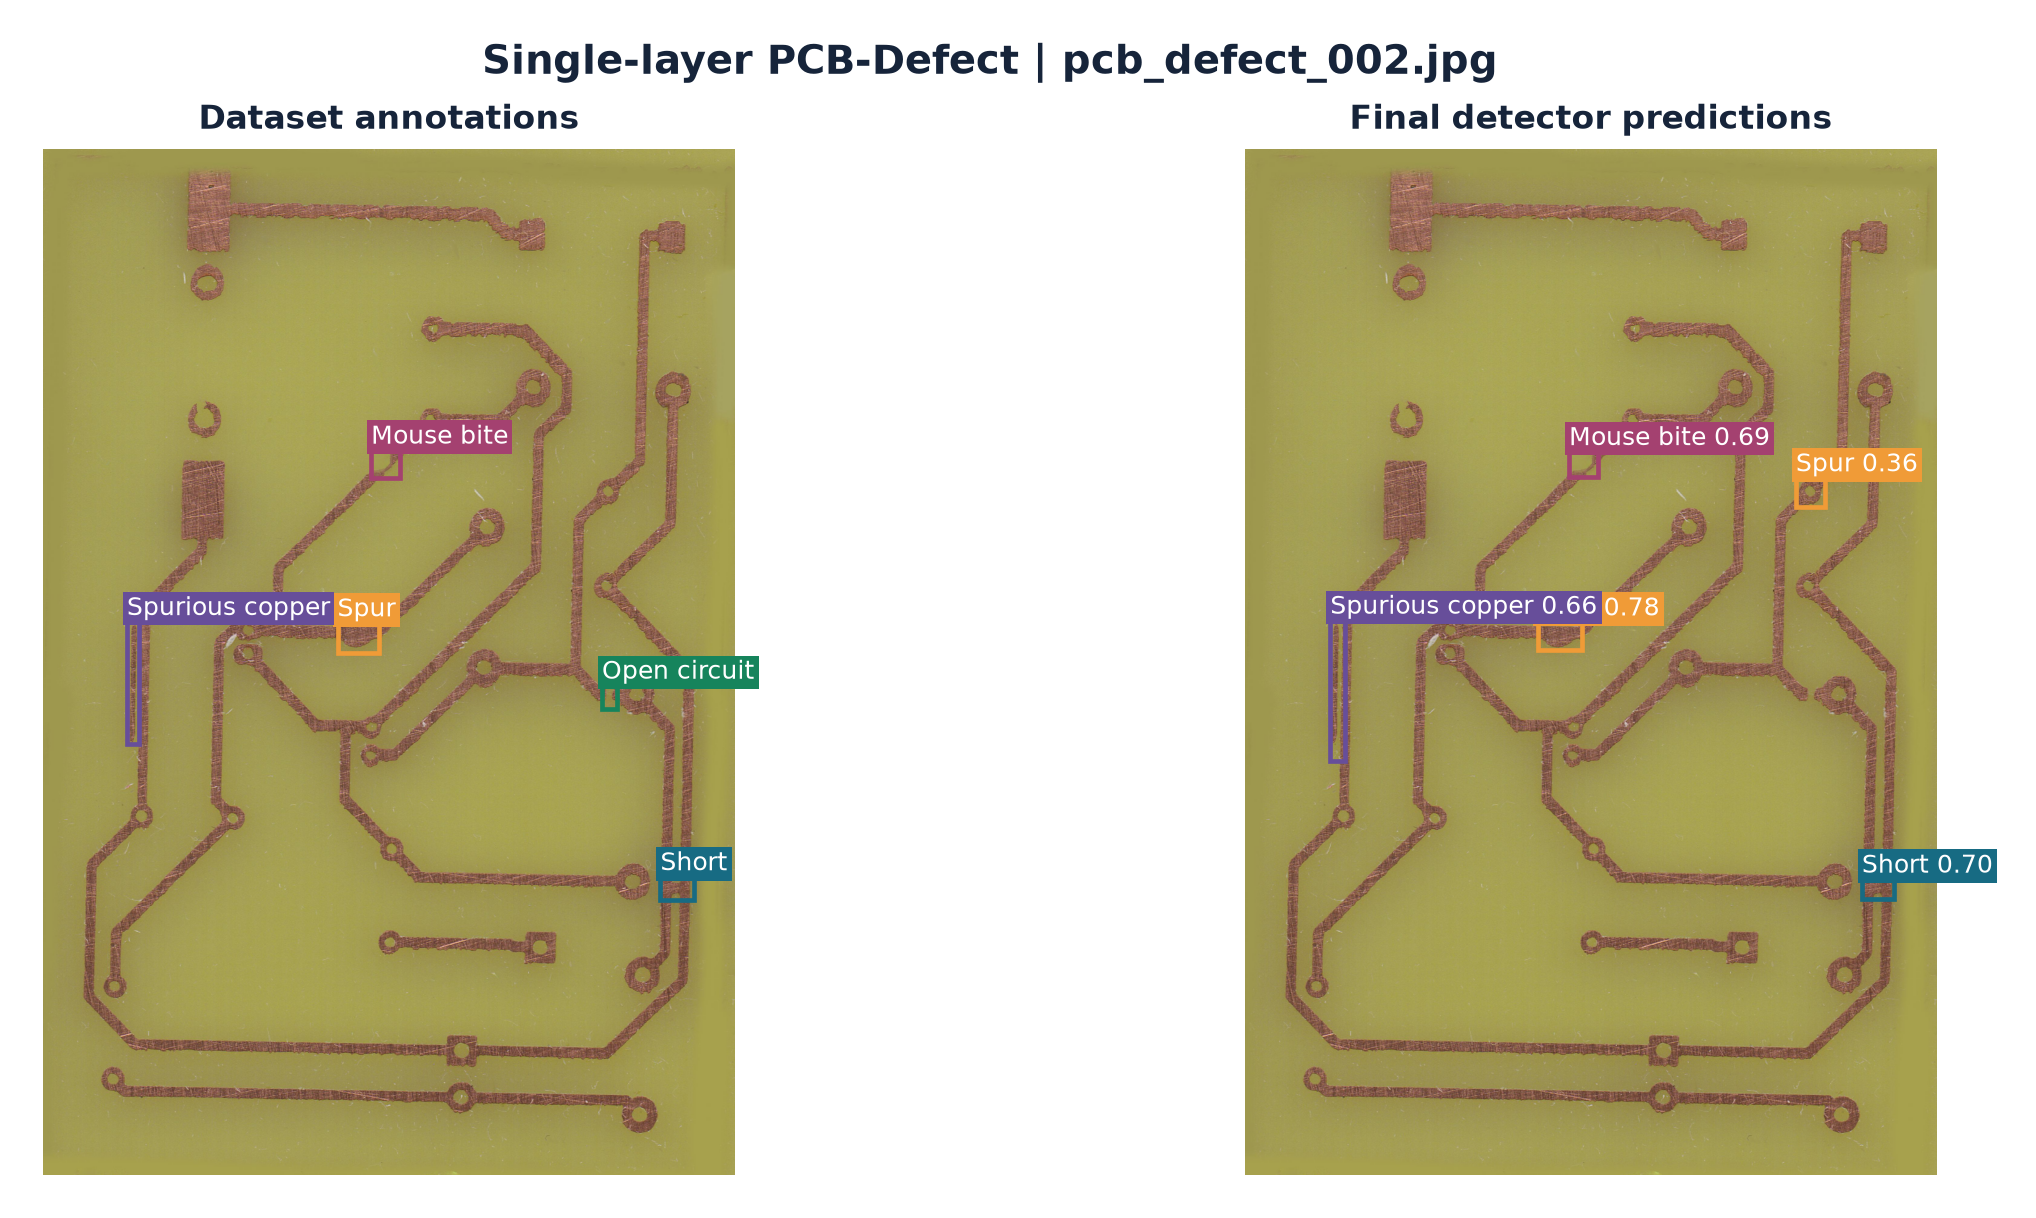 Single-layer PCB-Defect | pcb_defect_002.jpg
Dataset annotations
Mouse bite
Spurious copper
Spur
Open circuit
Short
Final detector predictions
Mouse bite 0.69
Spur 0.36
Spurious copper 0.66
0.78
Short 0.70